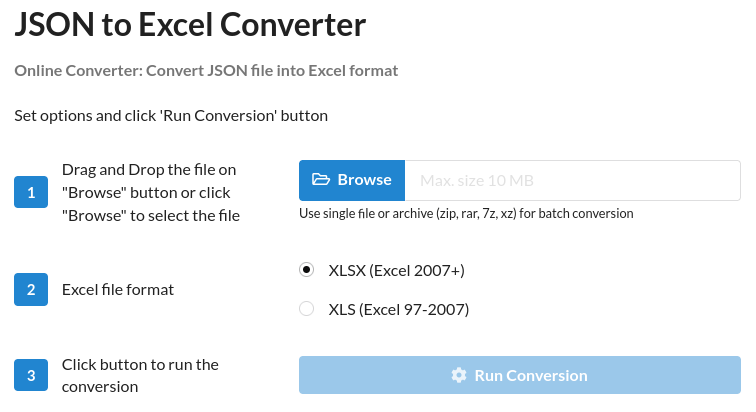 JSON to Excel Converter
Online Converter: Convert JSON file into Excel format
Set options and click 'Run Conversion' button
1
Drag and Drop the file on
"Browse" button or click
"Browse" to select the file
Browse
Max. size 10 MB
Use single file or archive (zip, rar, 7z, xz) for batch conversion
2
Excel file format
XLSX (Excel 2007+)
XLS (Excel 97-2007)
3
Click button to run the
conversion
Run Conversion